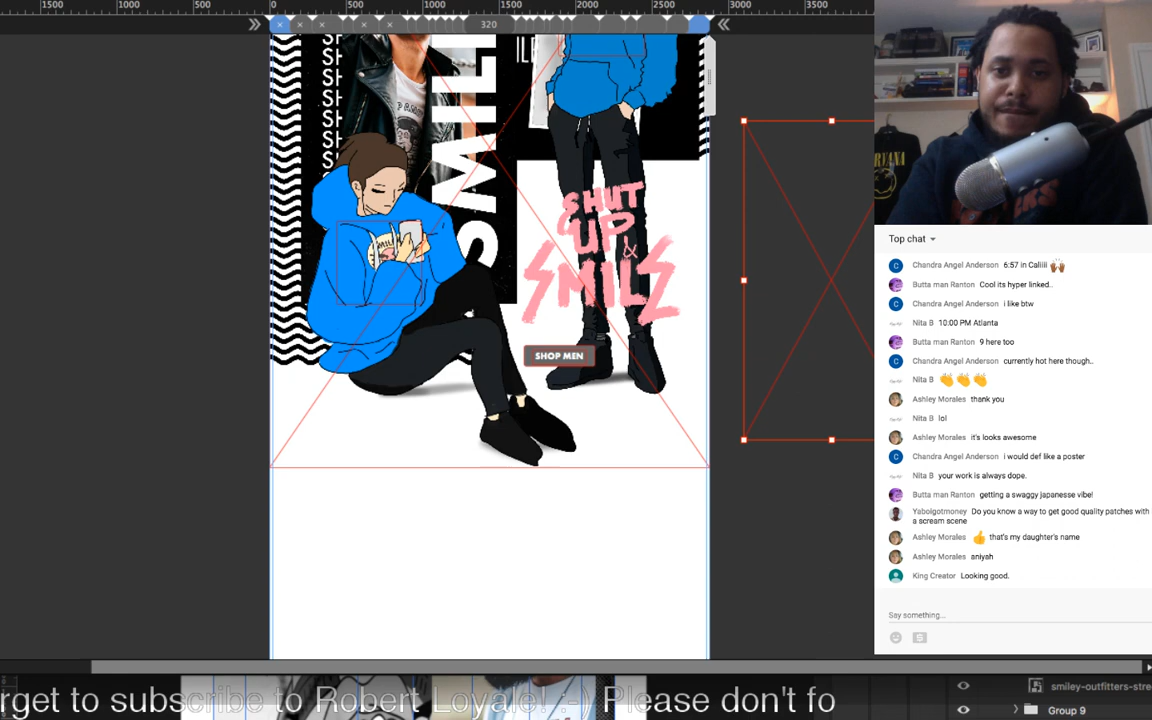 1500
1000
500
0
500
1000
1500
2000
2500
3000
3500
320
SH
SH
SH
SH
SH
SH
SH
SMIL
SHUT
UP
&
SMILE
SHOP MEN
NIRVANA
Top chat
C Chandra Angel Anderson 6:57 in Caliiii
Butta man Ranton Cool its hyper linked..
C Chandra Angel Anderson i like btw
Nita B 10:00 PM Atlanta
Butta man Ranton 9 here too
C Chandra Angel Anderson currently hot here though..
Nita B
Ashley Morales thank you
Nita B lol
Ashley Morales it's looks awesome
C Chandra Angel Anderson i would def like a poster
Nita B your work is always dope.
Butta man Ranton getting a swaggy japanesse vibe!
Yaboigotmoney Do you know a way to get good quality patches with
a scream scene
Ashley Morales that's my daughter's name
Ashley Morales aniyah
King Creator Looking good.
Say something...
rget to subscribe to Robert Loyale! :-) Please don't fo
smiley-outfitters-stre
Group 9